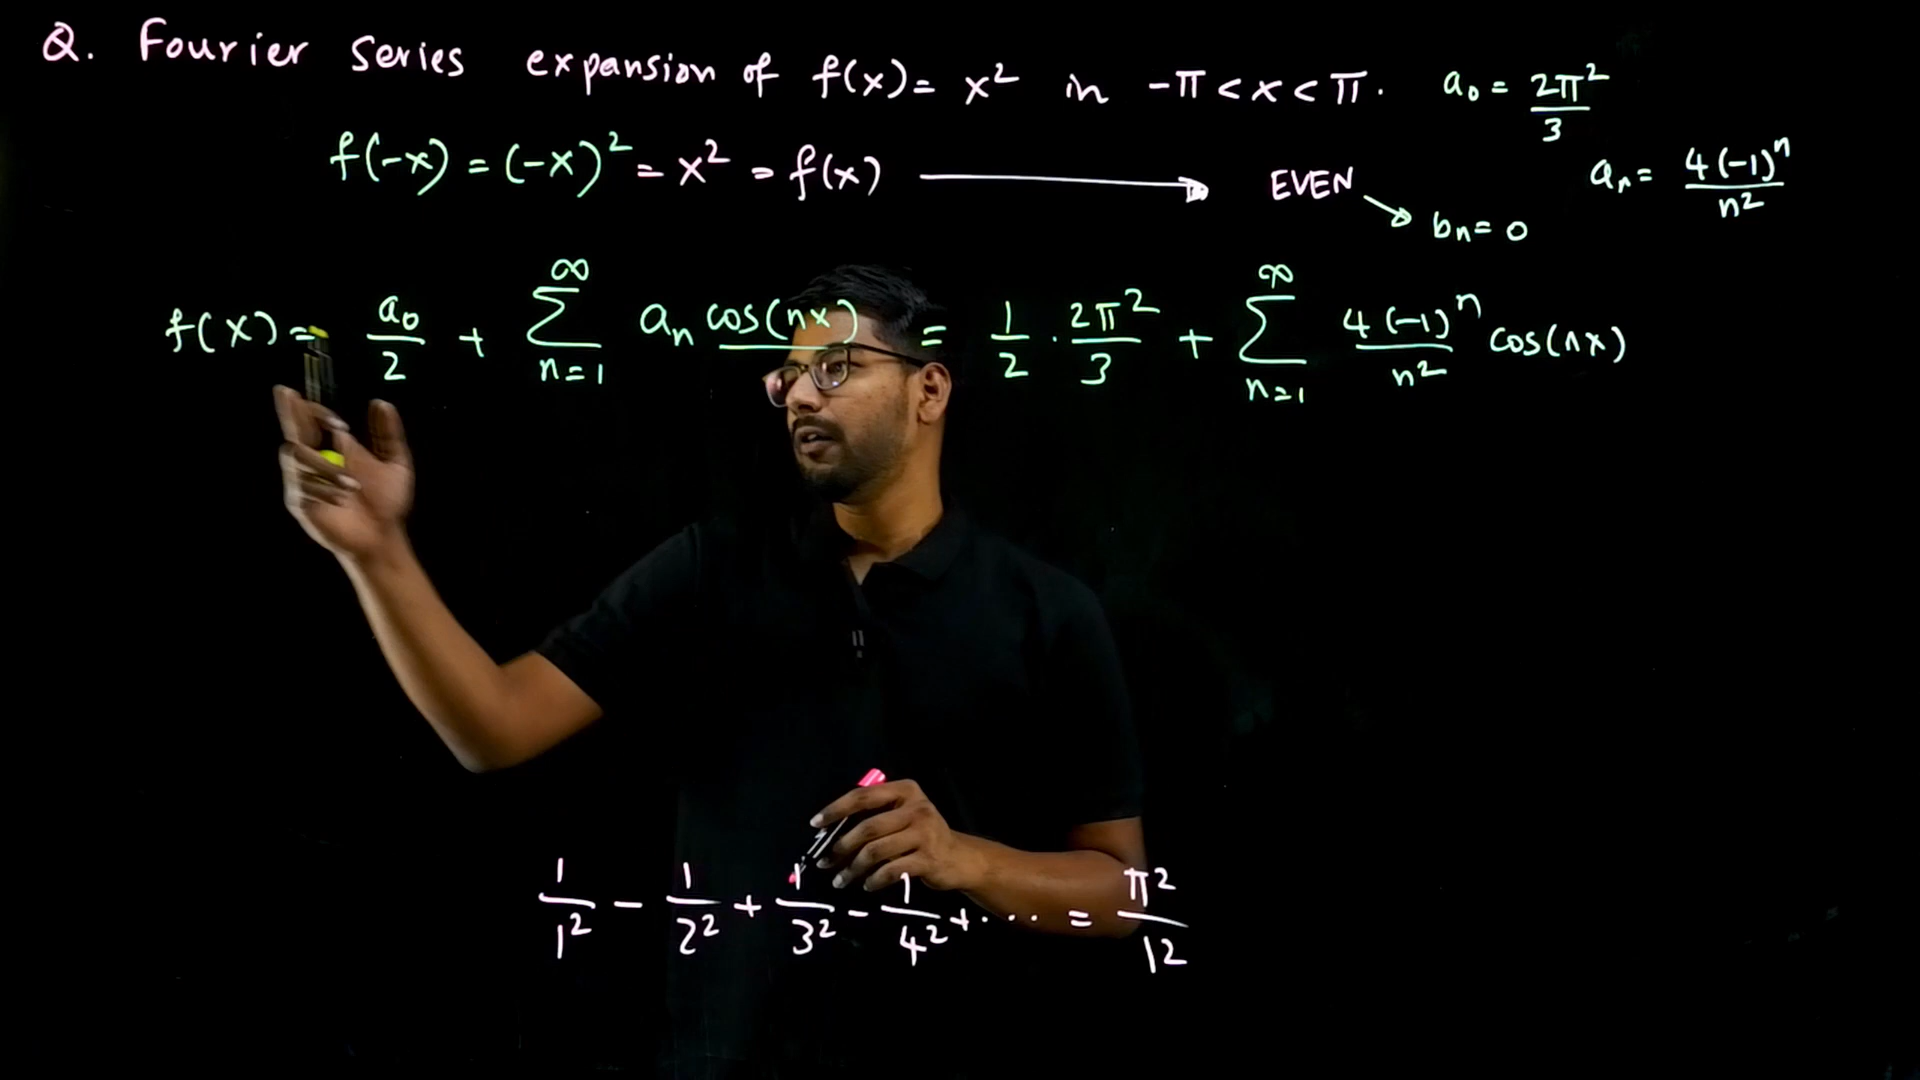 Q. Fourier series expansion of f(x) = x² in -π < x < π. a₀ = 2π²/3
f(-x) = (-x)² = x² = f(x) ⟶ EVEN
aₙ = 4(-1)ⁿ/n²
bₙ = 0
f(x) = a₀/2 + ∑_{n=1}^{∞} aₙ cos(nx) = 1/2 · 2π²/3 + ∑_{n=1}^{∞} 4(-1)ⁿ/n² cos(nx)
1/1² - 1/2² + 1/3² - 1/4² + ··· = π²/12